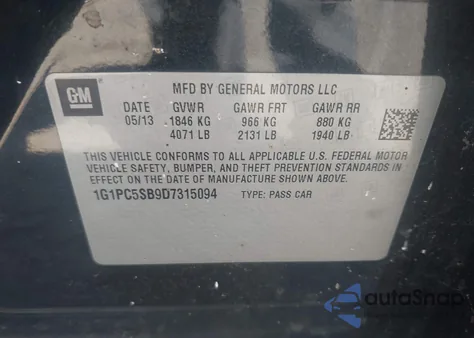 GM
MFD BY GENERAL MOTORS LLC
DATE GVWR GAWR FRT GAWR RR
05/13 1846 KG 966 KG 880 KG
4071 LB 2131 LB 1940 LB
THIS VEHICLE CONFORMS TO ALL APPLICABLE U.S. FEDERAL MOTOR
VEHICLE SAFETY, BUMPER, AND THEFT PREVENTION STANDARDS IN
EFFECT ON THE DATE OF MANUFACTURE SHOWN ABOVE.
1G1PC5SB9D7315094 TYPE: PASS CAR
autoSnap